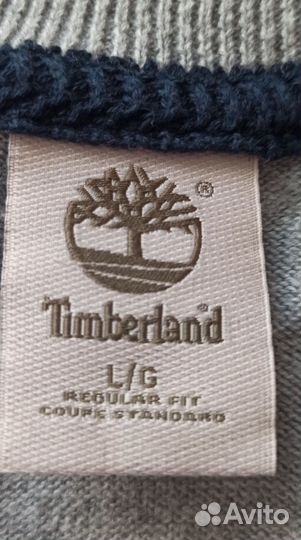 ®
Timberland®
L/G
REGULAR FIT
COUPE STANDARD
Avito